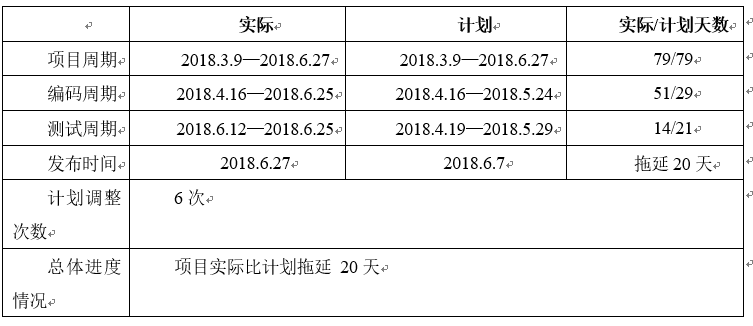 实际 计划 实际/计划天数
项目周期 2018.3.9—2018.6.27 2018.3.9—2018.6.27 79/79
编码周期 2018.4.16—2018.6.25 2018.4.16—2018.5.24 51/29
测试周期 2018.6.12—2018.6.25 2018.4.19—2018.5.29 14/21
发布时间 2018.6.27 2018.6.7 拖延 20 天
计划调整 6 次
次数
总体进度 项目实际比计划拖延 20 天
情况